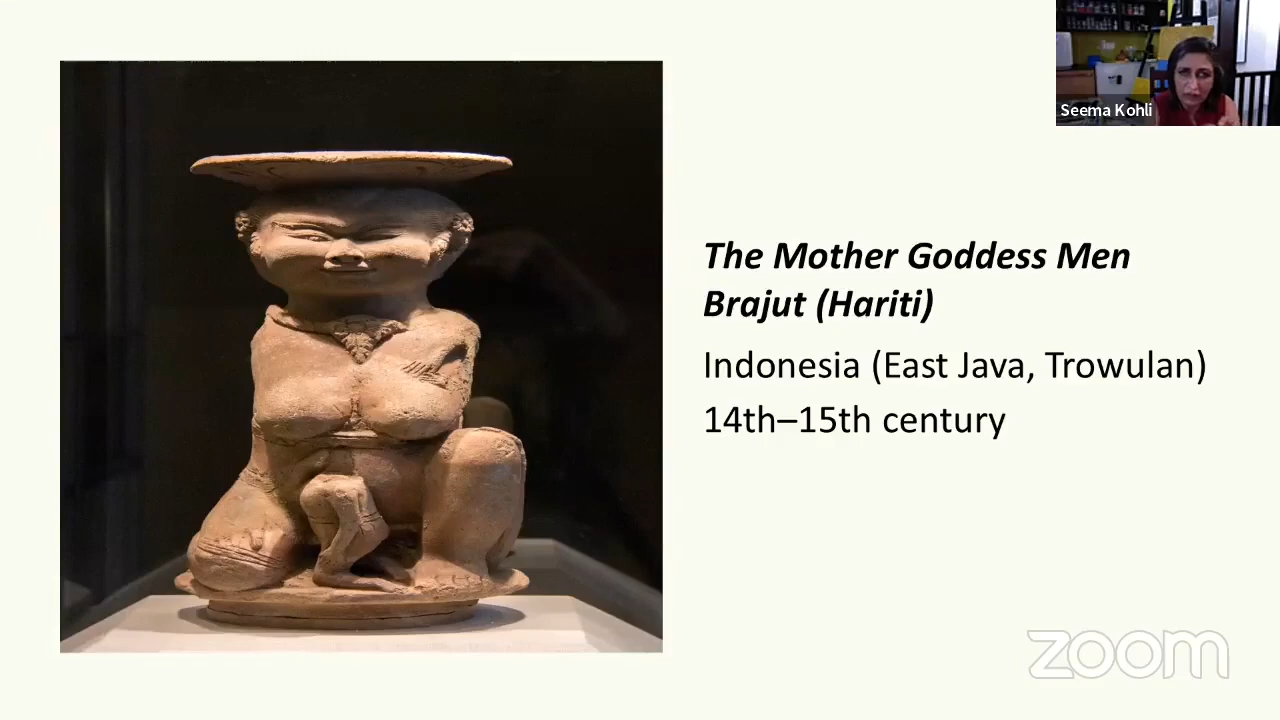 Seema Kohli
The Mother Goddess Men
Brajut (Hariti)
Indonesia (East Java, Trowulan)
14th–15th century
zoom